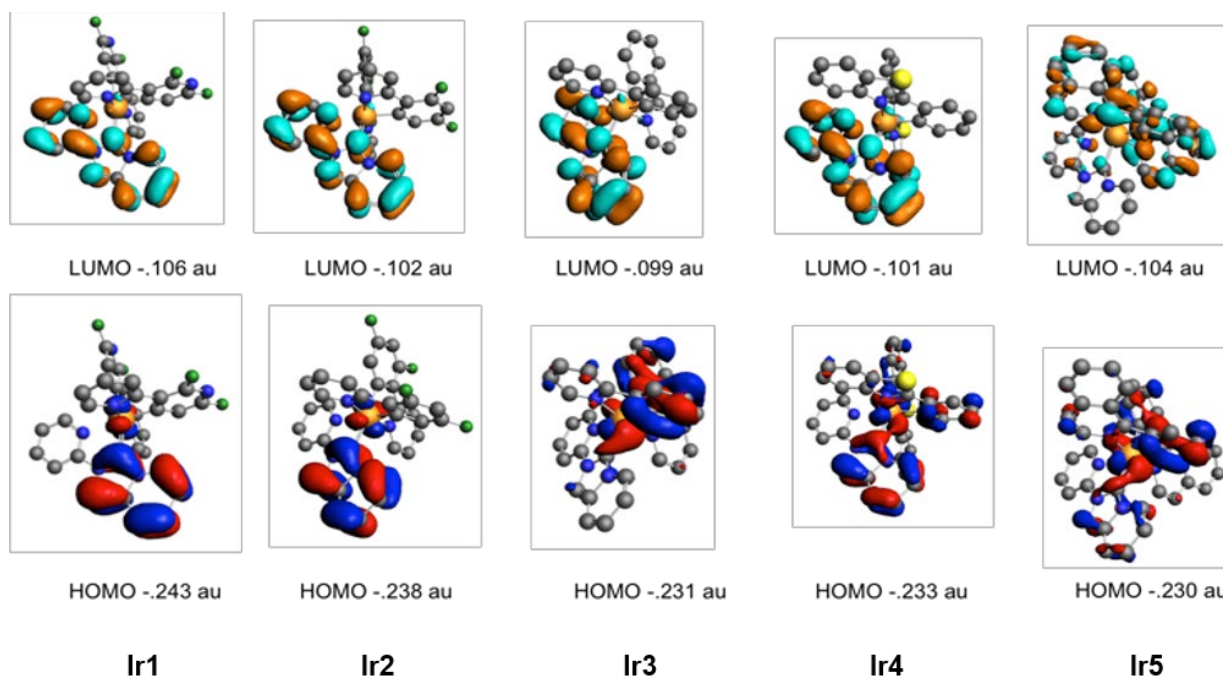 LUMO -.106 au LUMO -.102 au LUMO -.099 au LUMO -.101 au LUMO -.104 au
HOMO -.243 au HOMO -.238 au HOMO -.231 au HOMO -.233 au HOMO -.230 au
Ir1 Ir2 Ir3 Ir4 Ir5